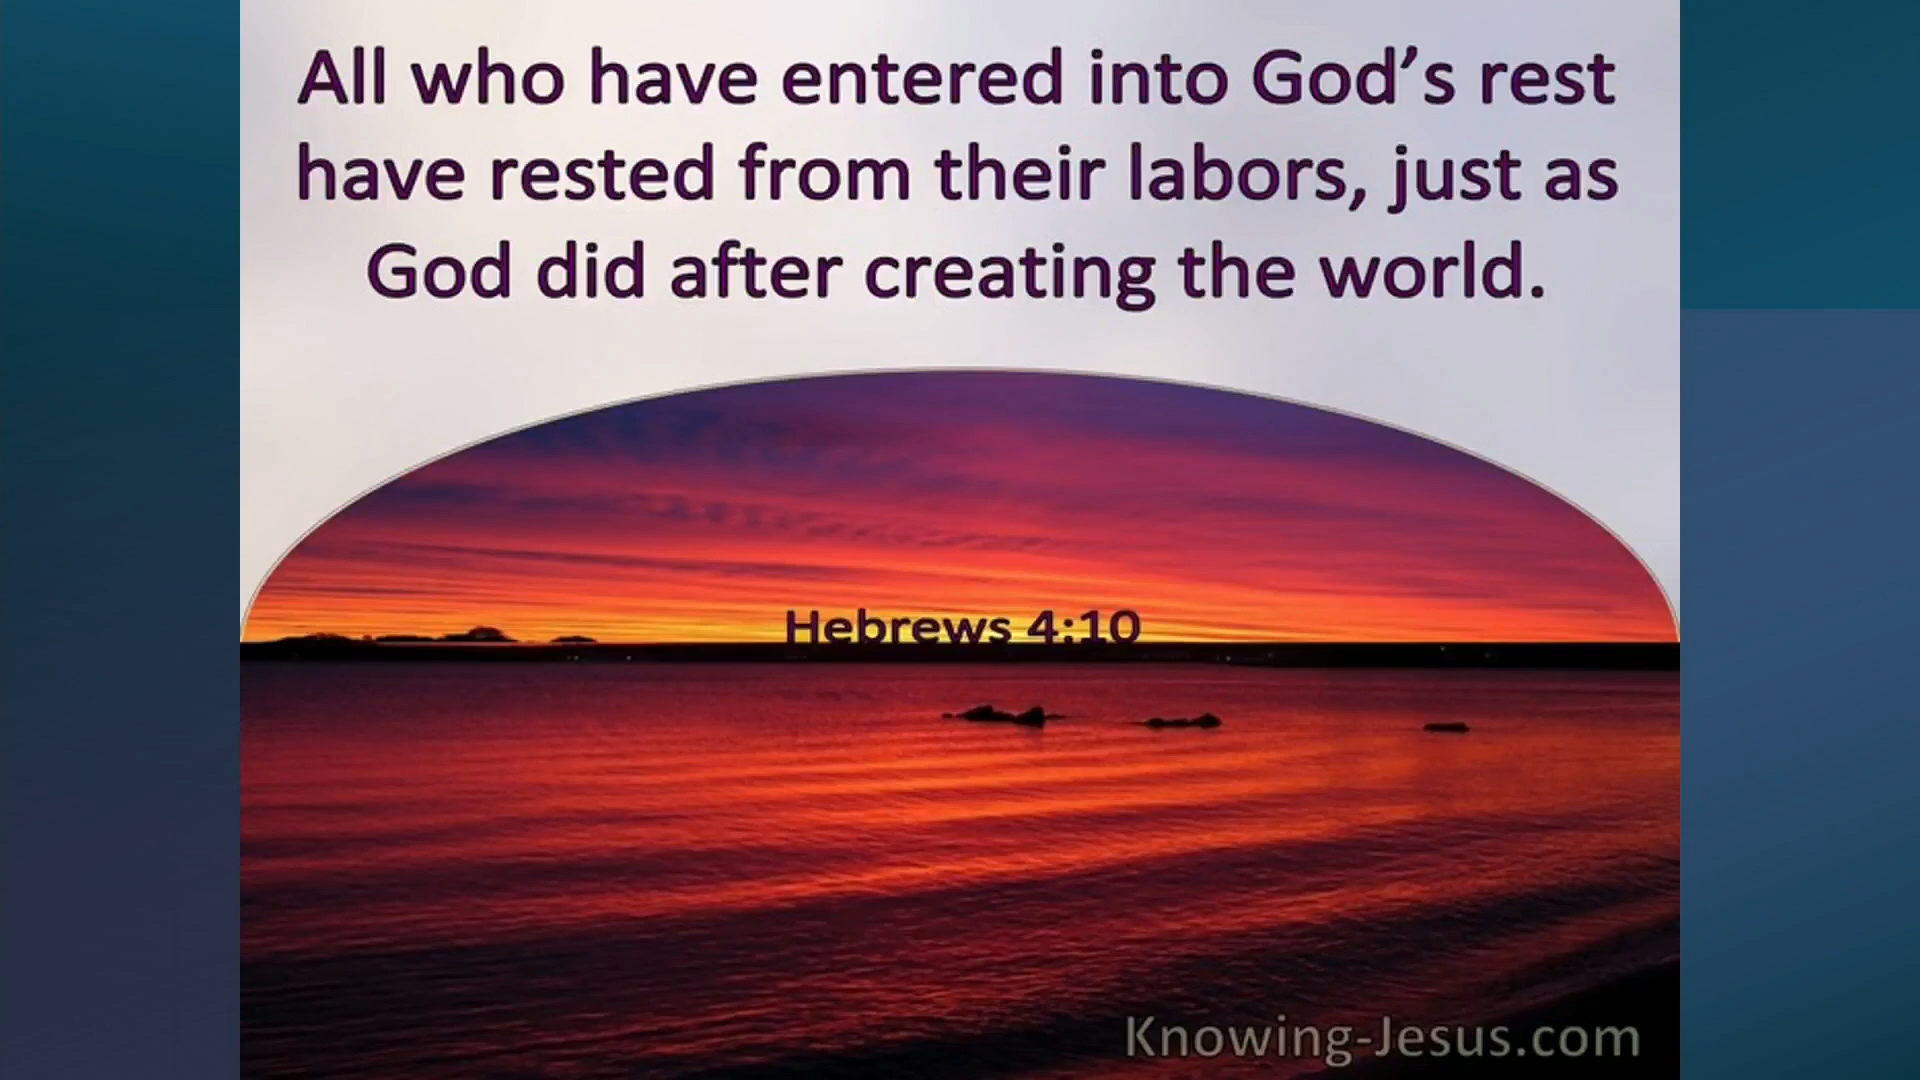 All who have entered into God’s rest
have rested from their labors, just as
God did after creating the world.
Hebrews 4:10
Knowing-Jesus.com